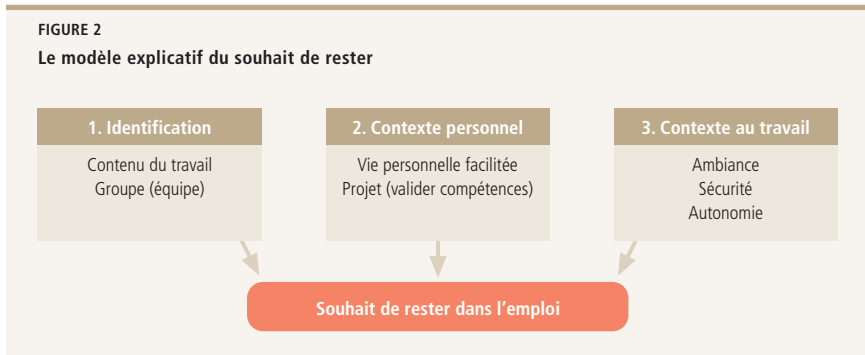 FIGURE 2
Le modèle explicatif du souhait de rester
1. Identification
Contenu du travail
Groupe (équipe)
2. Contexte personnel
Vie personnelle facilitée
Projet (valider compétences)
3. Contexte au travail
Ambiance
Sécurité
Autonomie
Souhait de rester dans l’emploi